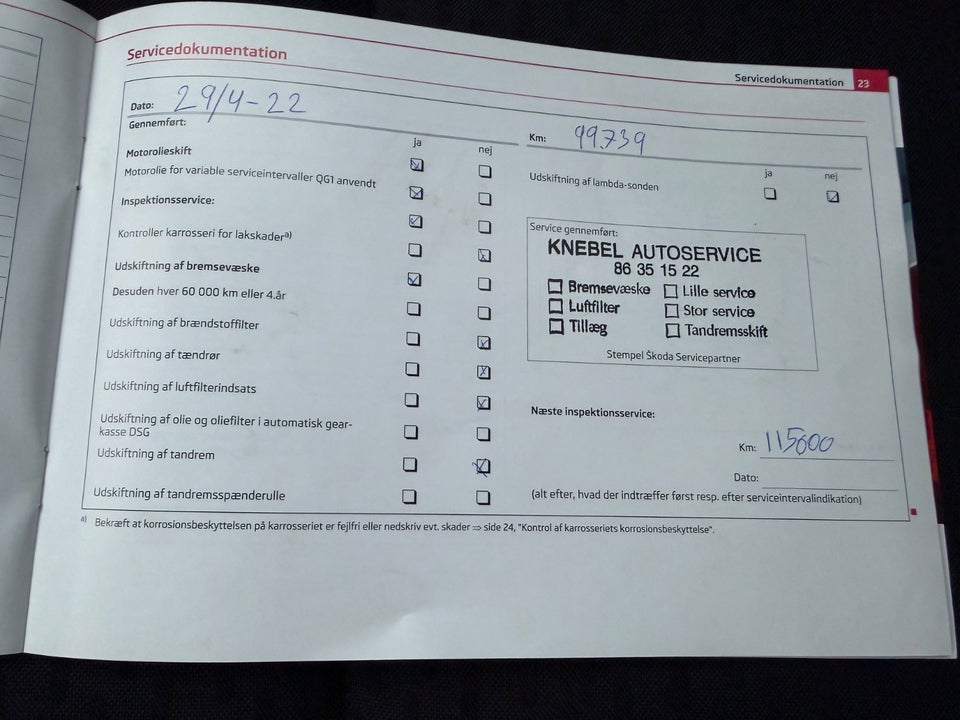 Servicedokumentation
Servicedokumentation 23
Dato: 29/4-22
Gennemført:
ja nej
Motorolieskift
Motorolie for variable serviceintervaller QG1 anvendt
Inspektionsservice:
Kontroller karrosseri for lakskader a)
Udskiftning af bremsevæske
Desuden hver 60 000 km eller 4.år
Udskiftning af brændstoffilter
Udskiftning af tændrør
Udskiftning af luftfilterindsats
Udskiftning af olie og oliefilter i automatisk gear-
kasse DSG
Udskiftning af tandrem
Udskiftning af tandremsspænderulle
Km: 99.739
ja nej
Udskiftning af lambda-sonden
Service gennemført:
KNEBEL AUTOSERVICE
86 35 15 22
Bremsevæske Lille service
Luftfilter Stor service
Tillæg Tandremsskift
Stempel Škoda Servicepartner
Næste inspektionsservice:
Km: 115000
Dato:
(alt efter, hvad der indtræffer først resp. efter serviceintervalindikation)
a) Bekræft at korrosionsbeskyttelsen på karrosseriet er fejlfri eller nedskriv evt. skader ⇒ side 24, "Kontrol af karrosseriets korrosionsbeskyttelse".